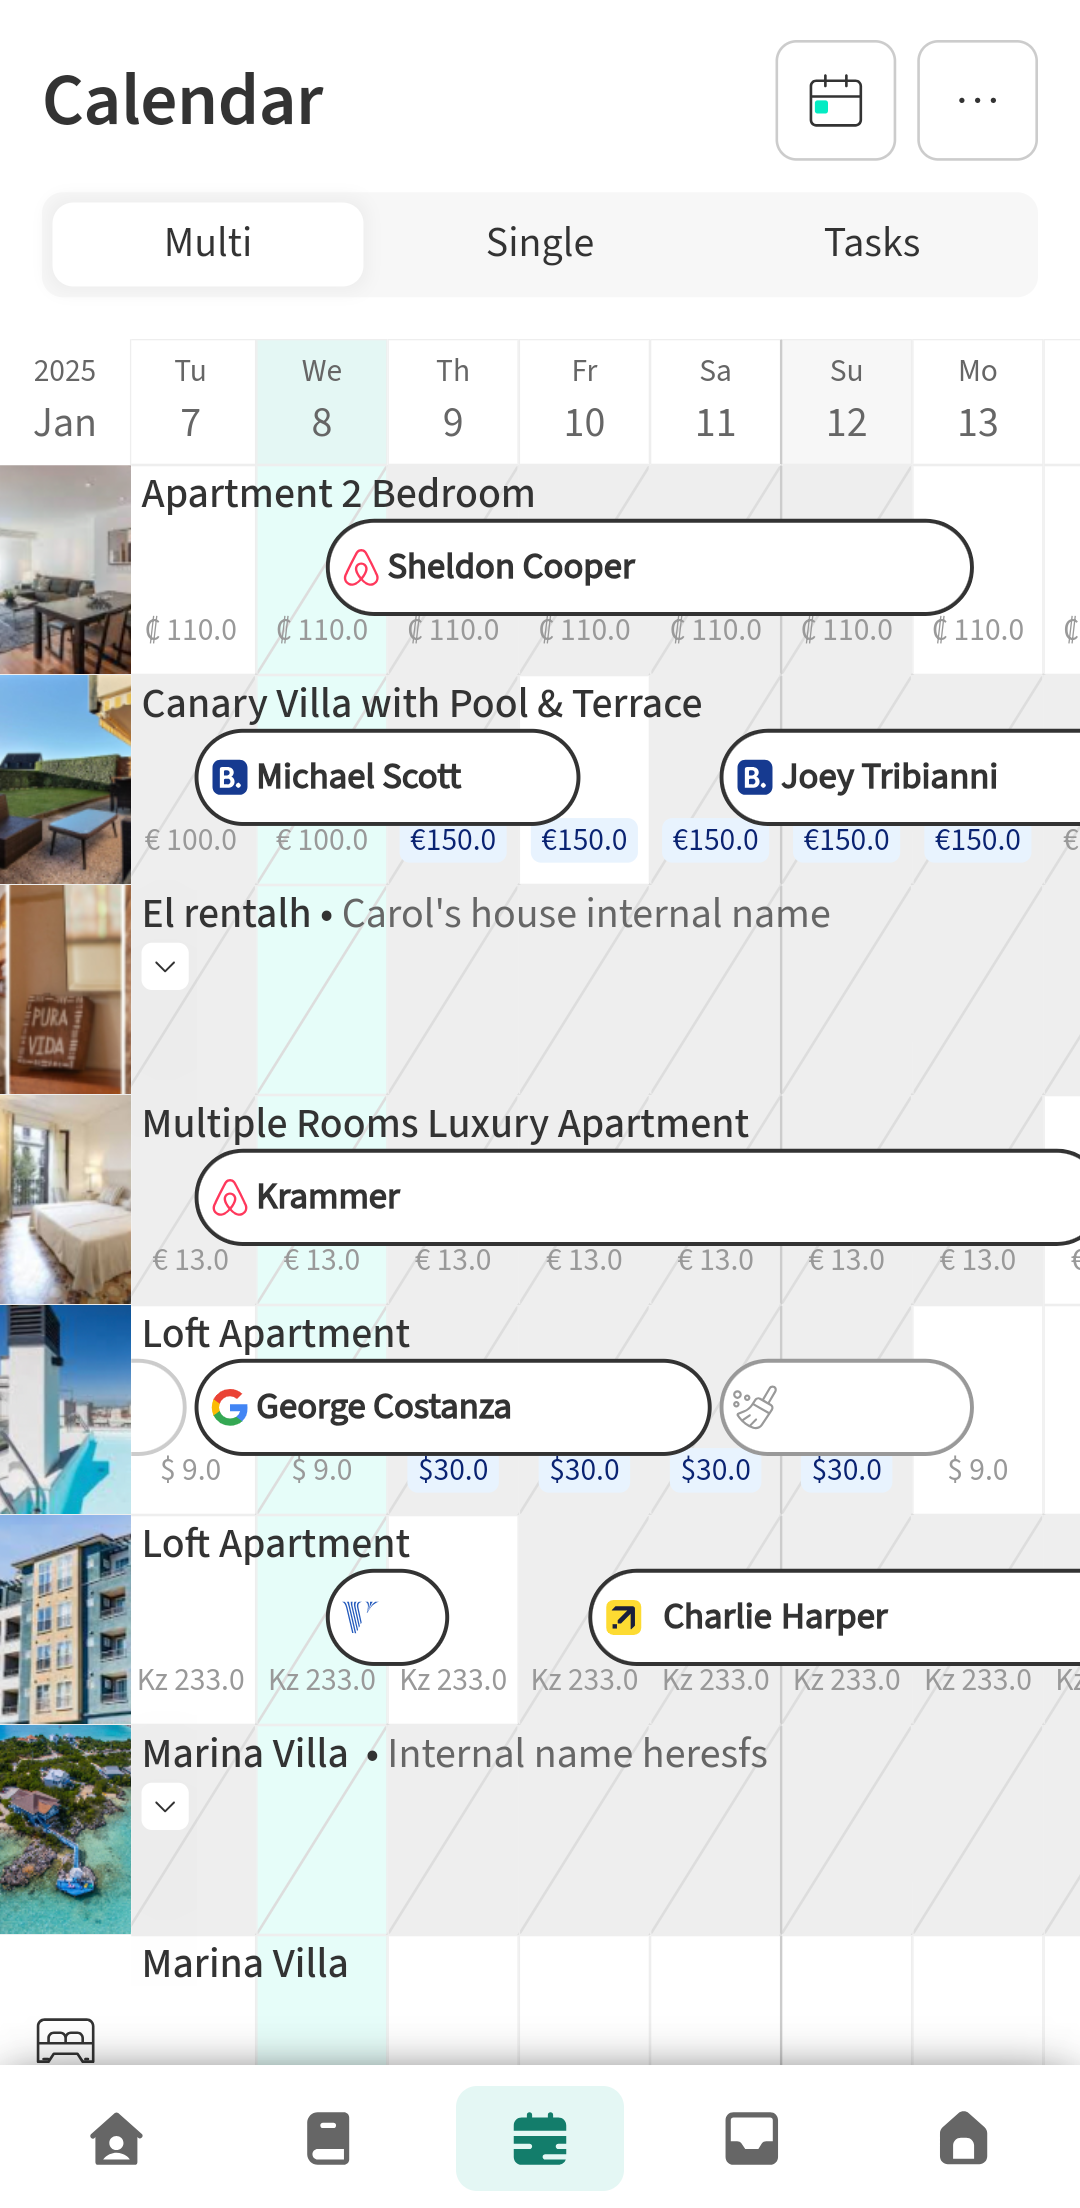 Calendar
Multi Single Tasks
2025 Tu We Th Fr Sa Su Mo
Jan 7 8 9 10 11 12 13
Apartment 2 Bedroom
Sheldon Cooper
₡ 110.0 ₡ 110.0 ₡ 110.0 ₡ 110.0 ₡ 110.0 ₡ 110.0 ₡ 110.0 ₡
Canary Villa with Pool & Terrace
B. Michael Scott B. Joey Tribianni
€ 100.0 € 100.0 €150.0 €150.0 €150.0 €150.0 €150.0 €
El rentalh • Carol's house internal name
PURA
VIDA
Multiple Rooms Luxury Apartment
Krammer
€ 13.0 € 13.0 € 13.0 € 13.0 € 13.0 € 13.0 € 13.0 €
Loft Apartment
G George Costanza
$ 9.0 $ 9.0 $30.0 $30.0 $30.0 $30.0 $ 9.0
Loft Apartment
Charlie Harper
Kz 233.0 Kz 233.0 Kz 233.0 Kz 233.0 Kz 233.0 Kz 233.0 Kz 233.0 Kz
Marina Villa • Internal name heresfs
Marina Villa